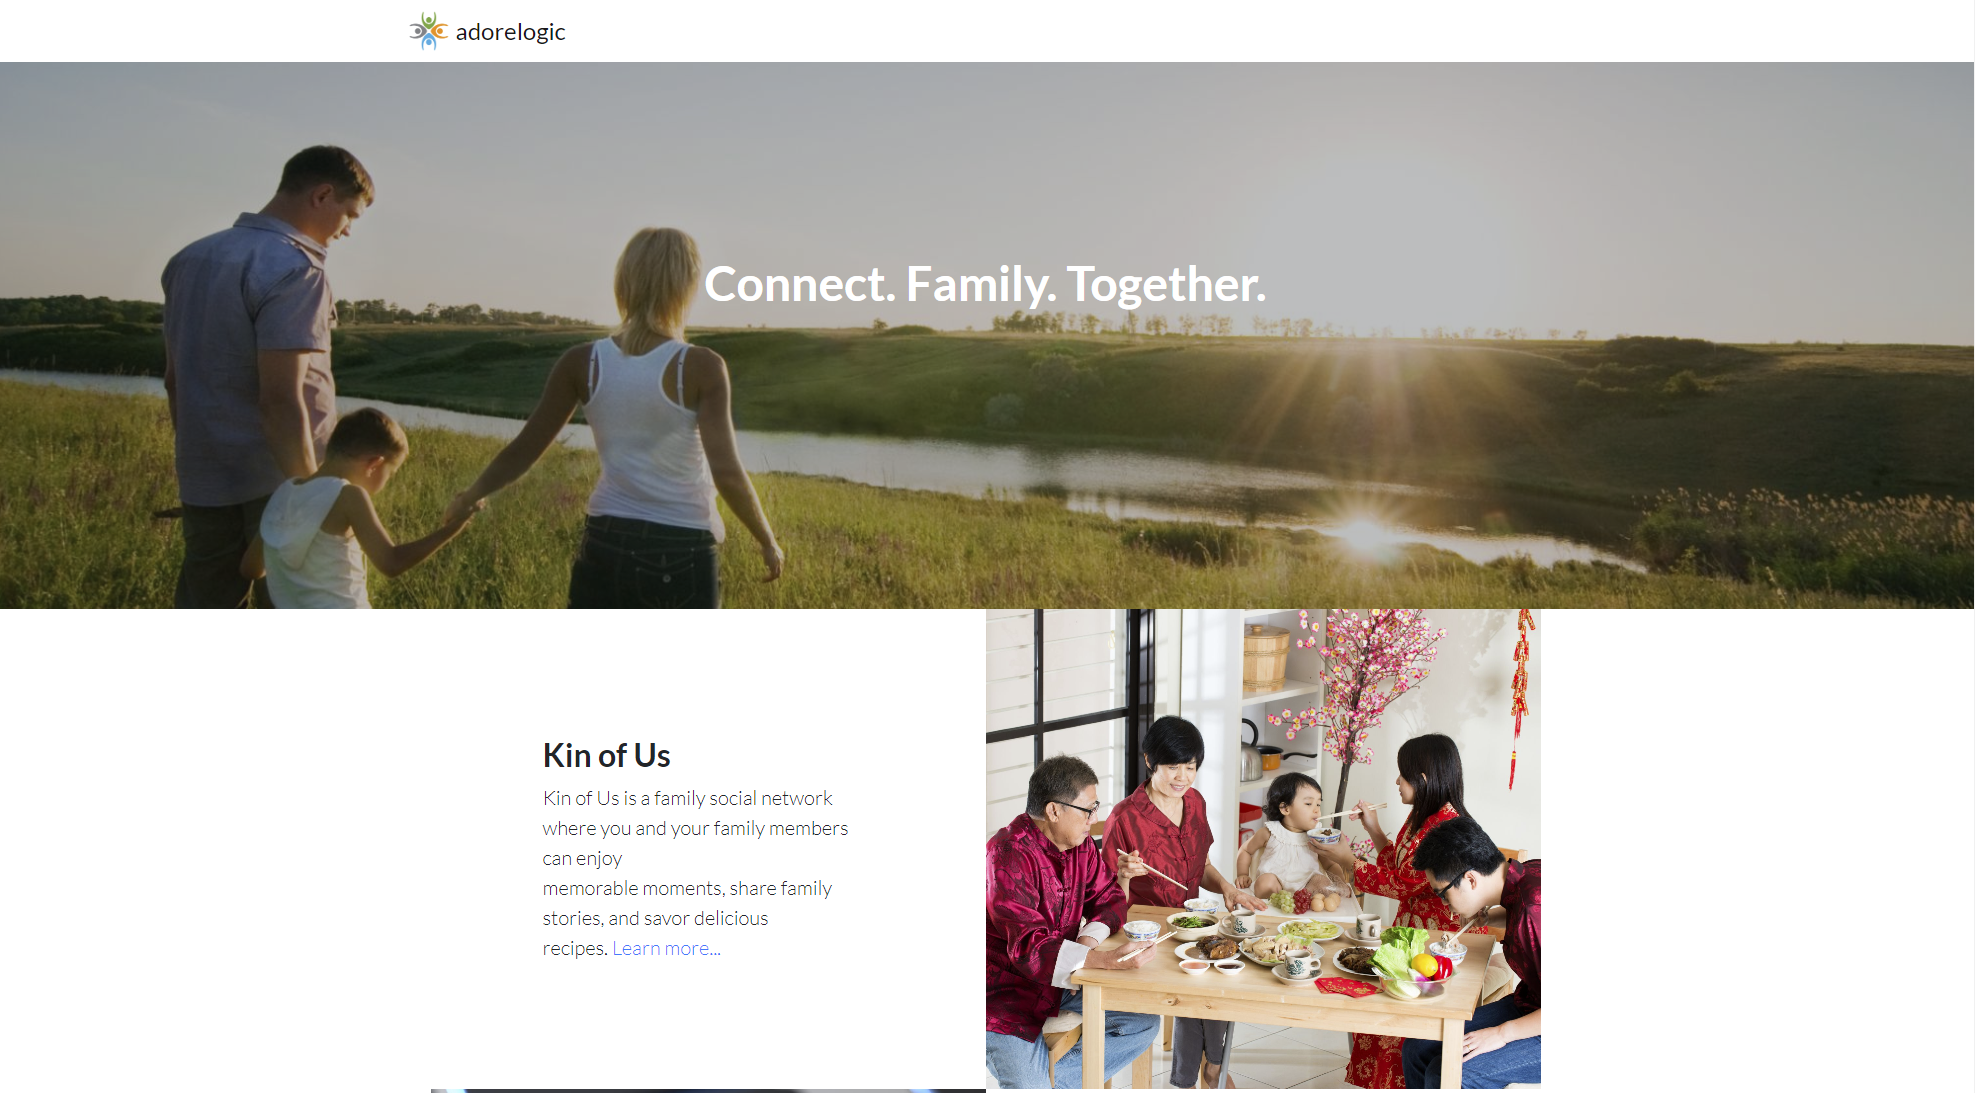 adorelogic
Connect. Family. Together.
Kin of Us
Kin of Us is a family social network
where you and your family members
can enjoy
memorable moments, share family
stories, and savor delicious
recipes. Learn more...